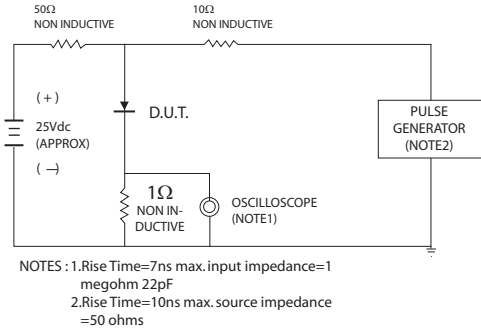 50Ω
NON INDUCTIVE
10Ω
NON INDUCTIVE
(+)
25Vdc
(APPROX)
(—)
D.U.T.
1Ω
NON IN-
DUCTIVE
OSCILLOSCOPE
(NOTE1)
PULSE
GENERATOR
(NOTE2)
NOTES : 1.Rise Time=7ns max. input impedance=1
megohm 22pF
2.Rise Time=10ns max. source impedance
=50 ohms